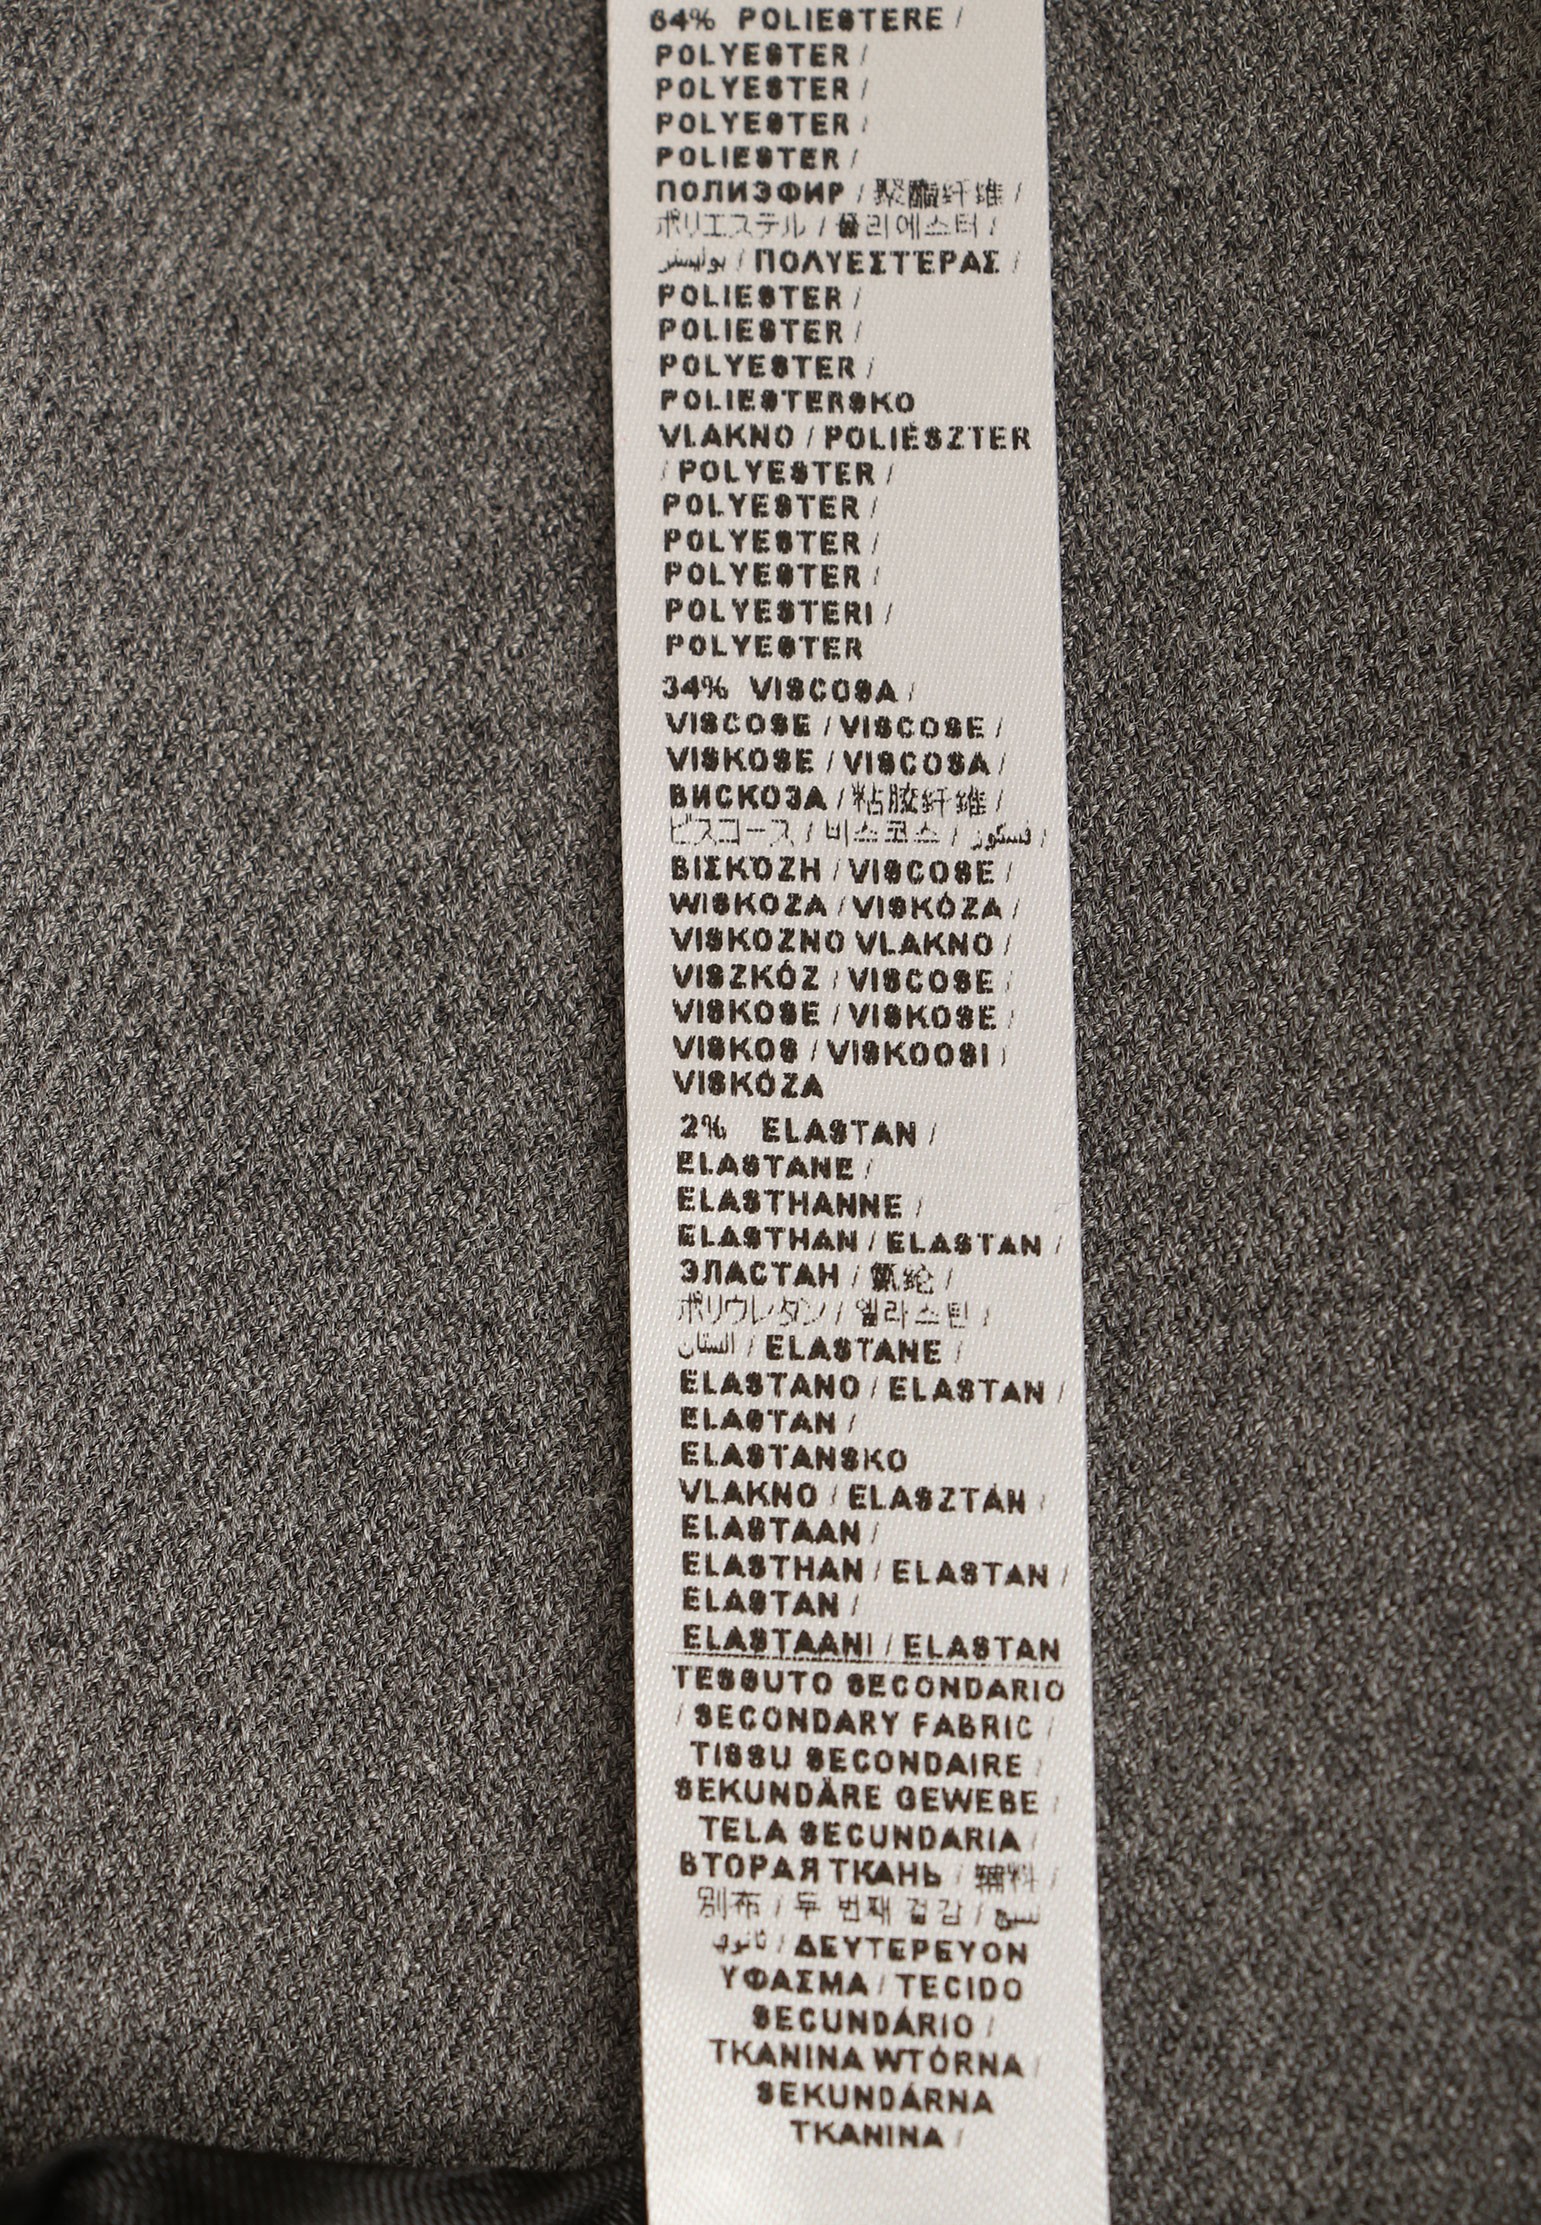 64% POLIESTERE /
POLYESTER /
POLYESTER /
POLYESTER /
POLIESTER /
ПОЛИЭФИР / 聚酯纤维 /
ポリエステル / 폴리에스터 /
بوليستر / ΠΟΛΥΕΣΤΕΡΑΣ /
POLIESTER /
POLIESTER /
POLYESTER /
POLIESTERSKO
VLAKNO / POLIÉSZTER
/ POLYESTER /
POLYESTER /
POLYESTER /
POLYESTER /
POLYESTERI /
POLYESTER
34% VISCOSA /
VISCOSE / VISCOSE /
VISKOSE / VISCOSA /
ВИСКОЗА / 粘胶纤维 /
ビスコース / 비스코스 / فسكوز /
ΒΙΣΚΌΖΗ / VISCOSE /
WISKOZA / VISKÓZA /
VISKOZNO VLAKNO /
VISZKÓZ / VISCOSE /
VISKOSE / VISKOSE /
VISKOS / VISKOOSI /
VISKÓZA
2% ELASTAN /
ELASTANE /
ELASTHANNE /
ELASTHAN / ELASTAN /
ЭЛАСТАН / 氨纶 /
ポリウレタン / 엘라스틴 /
الستان / ELASTANE /
ELASTANO / ELASTAN /
ELASTAN /
ELASTANSKO
VLAKNO / ELASZTÁN /
ELASTAAN /
ELASTHAN / ELASTAN /
ELASTAN /
ELASTAANI / ELASTAN
TESSUTO SECONDARIO
/ SECONDARY FABRIC /
TISSU SECONDAIRE /
SEKUNDÄRE GEWEBE /
TELA SECUNDARIA /
ВТОРАЯ ТКАНЬ / 辅料 /
別布 / 두 번째 겉감 / نسيج
/ ΔΕΥΤΕΡΕΥΟΝ
ΥΦΑΣΜΑ / TECIDO
SECUNDÁRIO /
TKANINA WTÓRNA /
SEKUNDÁRNA
TKANINA /